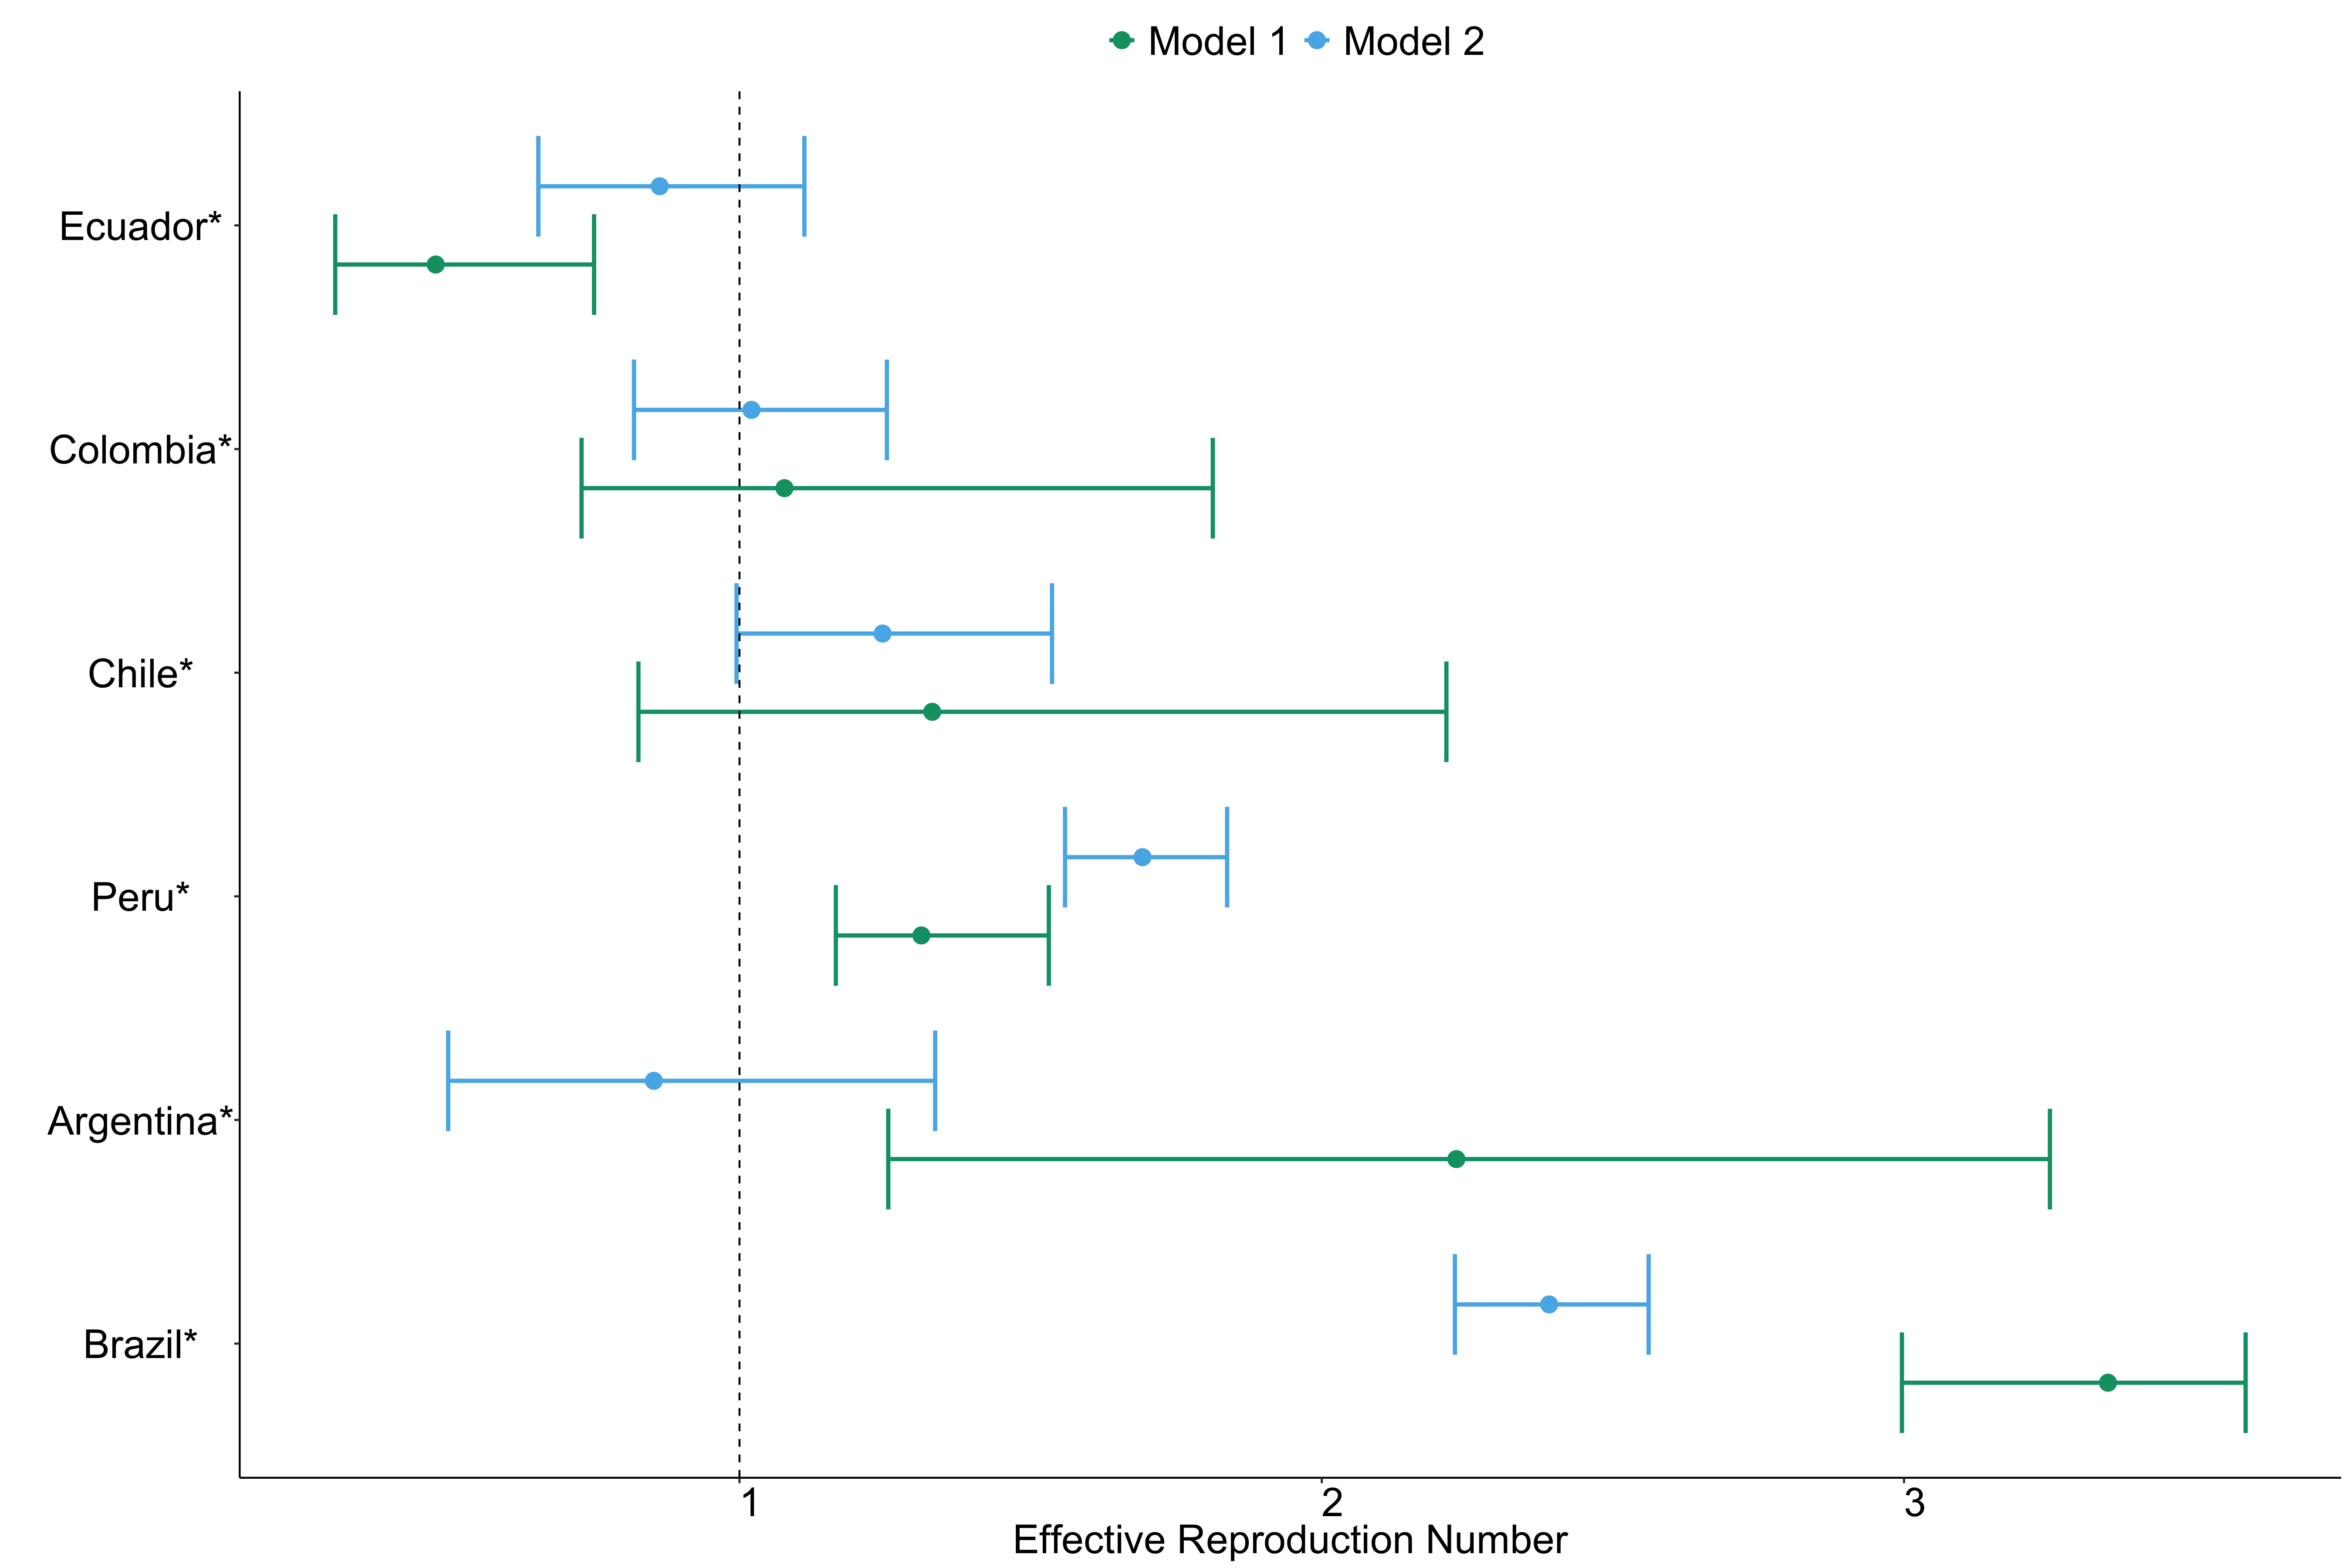 Model 1 Model 2
Ecuador*
Colombia*
Chile*
Peru*
Argentina*
Brazil*
1 2 3
Effective Reproduction Number